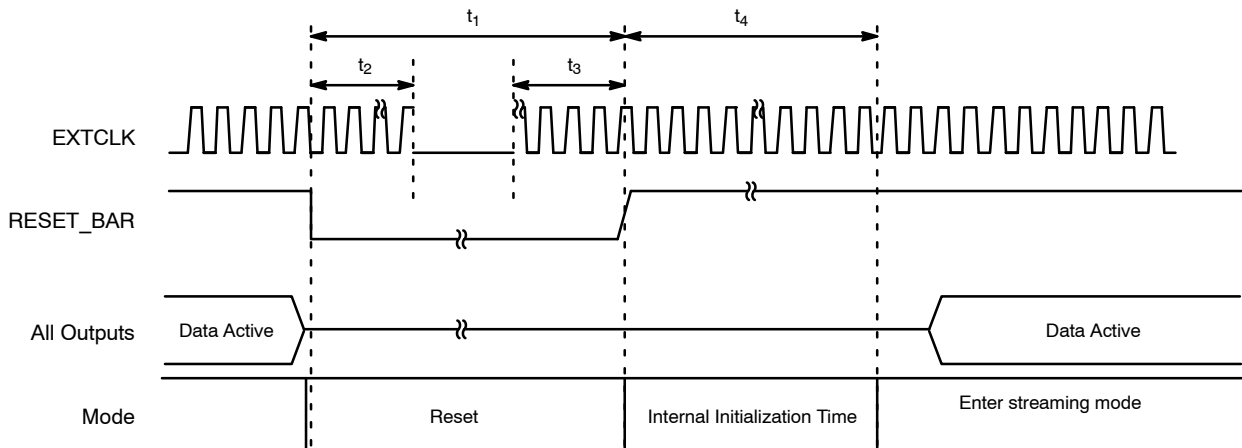 t1
t4
t2
t3
EXTCLK
RESET_BAR
All Outputs
Data Active
Data Active
Mode
Reset
Internal Initialization Time
Enter streaming mode